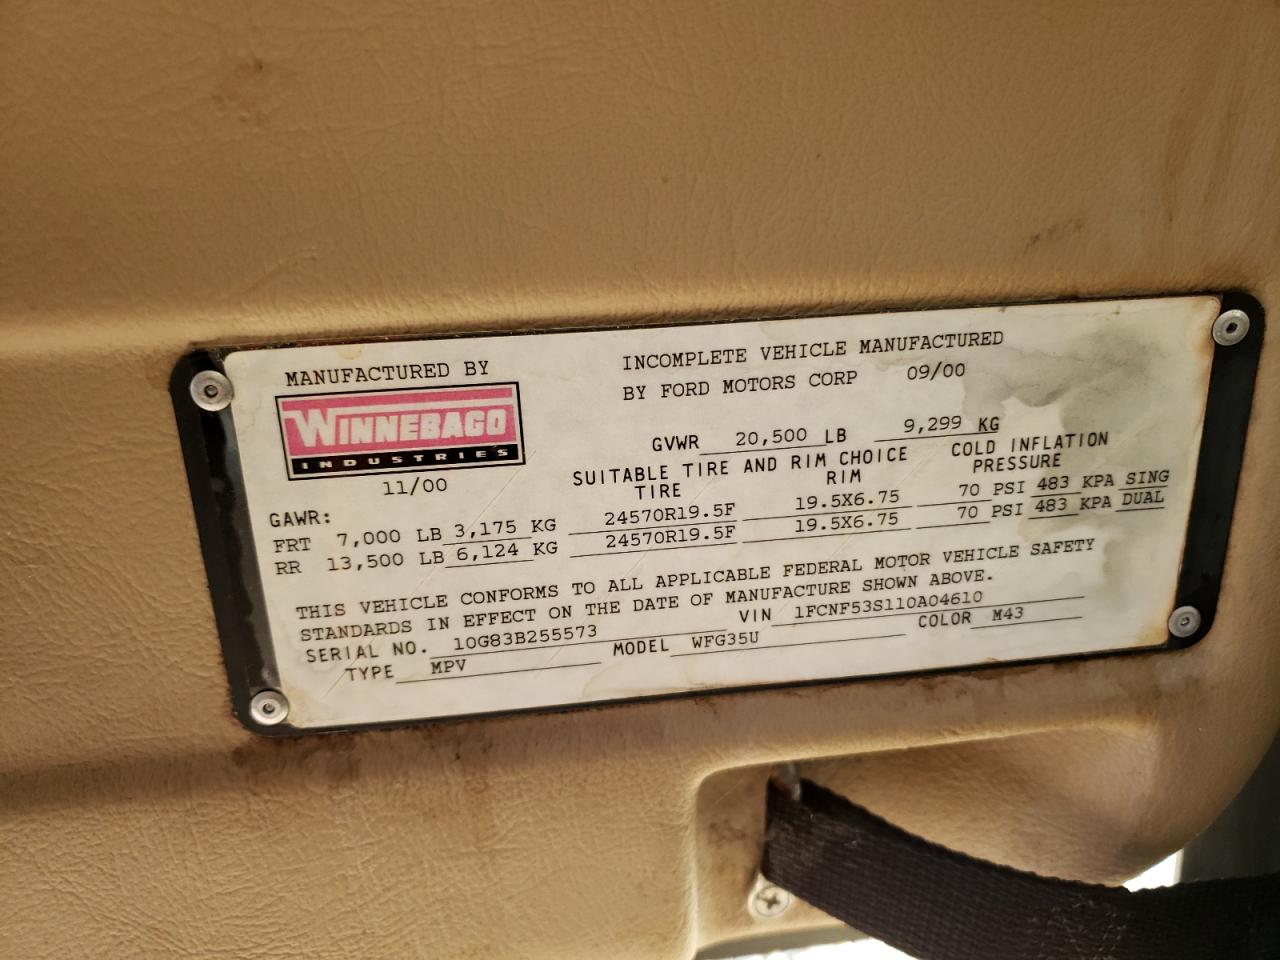 MANUFACTURED BY
WINNEBAGO
INDUSTRIES
11/00
INCOMPLETE VEHICLE MANUFACTURED
BY FORD MOTORS CORP 09/00
GVWR 20,500 LB 9,299 KG
SUITABLE TIRE AND RIM CHOICE COLD INFLATION
TIRE RIM PRESSURE
GAWR:
FRT 7,000 LB 3,175 KG 24570R19.5F 19.5X6.75 70 PSI 483 KPA SING
RR 13,500 LB 6,124 KG 24570R19.5F 19.5X6.75 70 PSI 483 KPA DUAL
THIS VEHICLE CONFORMS TO ALL APPLICABLE FEDERAL MOTOR VEHICLE SAFETY
STANDARDS IN EFFECT ON THE DATE OF MANUFACTURE SHOWN ABOVE.
SERIAL NO. 10G83B255573 VIN 1FCNF53S110A04610
TYPE MPV MODEL WFG35U COLOR M43